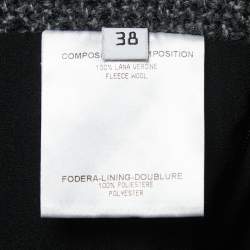 38
COMPOS POSITION
100% LANA VERGINE
FLEECE WOOL
FODERA-LINING-DOUBLURE
100% POLIESTERE
POLYESTER